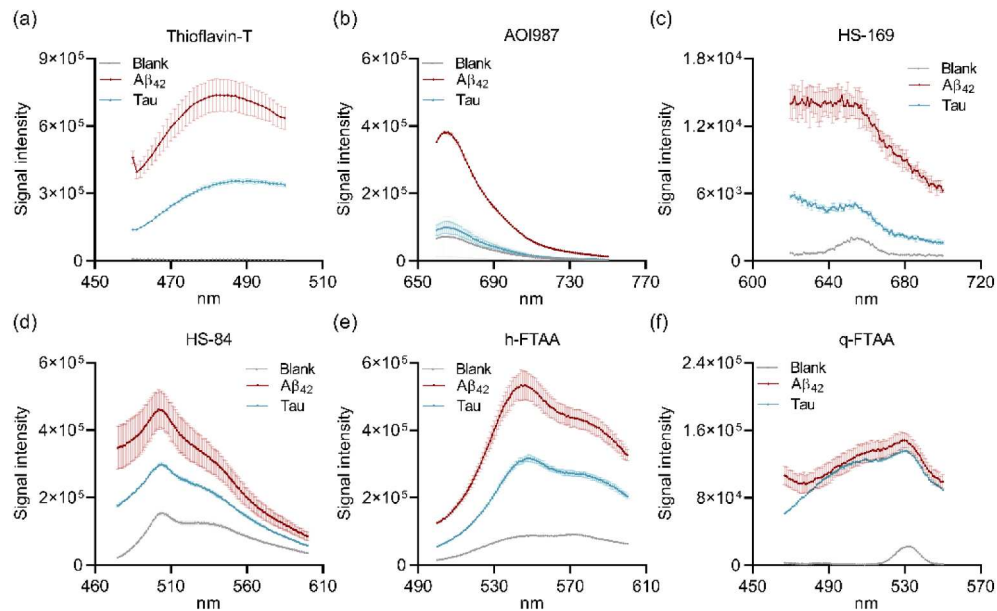 (a)
Thioflavin-T
9×10⁵
6×10⁵
3×10⁵
0
Signal intensity
Blank
Aβ₄₂
Tau
450 470 490 510
nm
(b)
AOI987
6×10⁵
4×10⁵
2×10⁵
0
Signal intensity
Blank
Aβ₄₂
Tau
650 690 730 770
nm
(c)
HS-169
1.8×10⁴
1.2×10⁴
6×10³
0
Signal intensity
Blank
Aβ₄₂
Tau
600 640 680 720
nm
(d)
HS-84
6×10⁵
4×10⁵
2×10⁵
0
Signal intensity
Blank
Aβ₄₂
Tau
460 510 560 610
nm
(e)
h-FTAA
6×10⁵
4×10⁵
2×10⁵
0
Signal intensity
Blank
Aβ₄₂
Tau
490 530 570 610
nm
(f)
q-FTAA
2.4×10⁵
1.6×10⁵
8×10⁴
0
Signal intensity
Blank
Aβ₄₂
Tau
450 490 530 570
nm